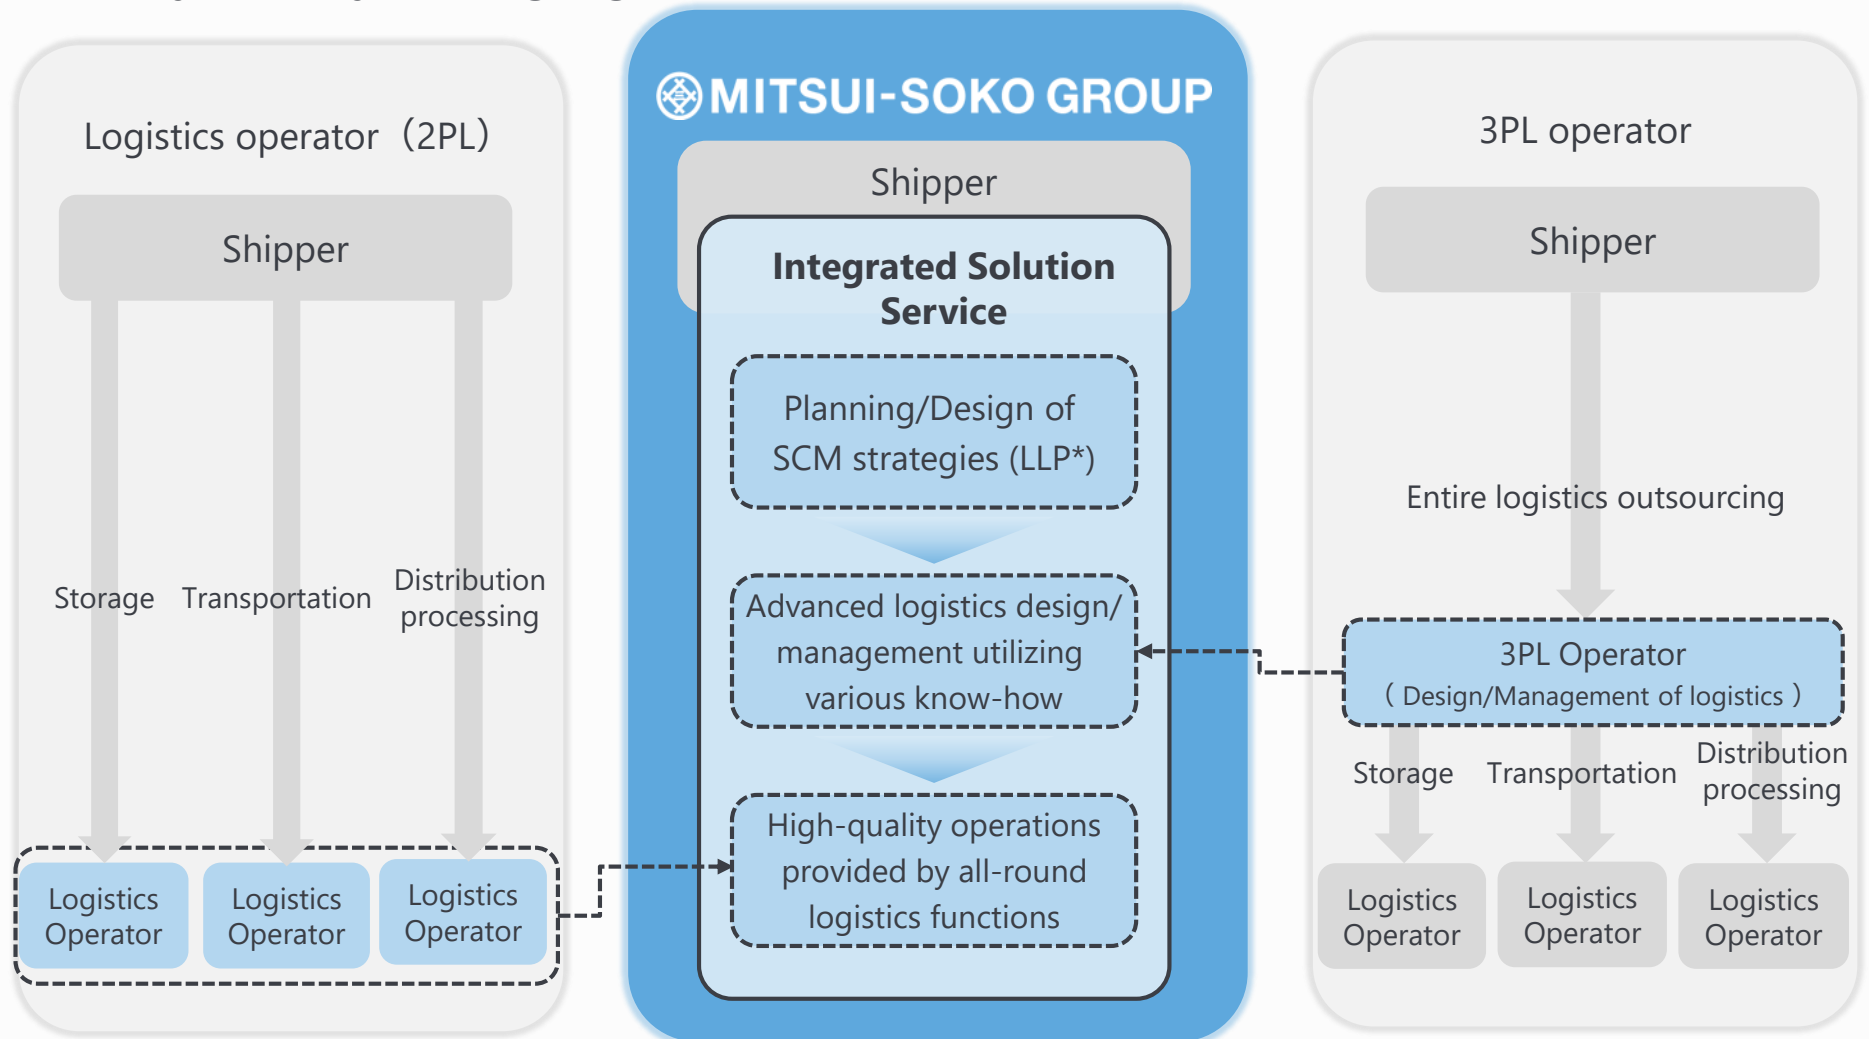 Logistics operator（2PL）
Shipper
Storage
Transportation
Distribution
processing
Logistics
Operator
Logistics
Operator
Logistics
Operator
MITSUI-SOKO GROUP
Shipper
Integrated Solution
Service
Planning/Design of
SCM strategies (LLP*)
Advanced logistics design/
management utilizing
various know-how
High-quality operations
provided by all-round
logistics functions
3PL operator
Shipper
Entire logistics outsourcing
3PL Operator
（ Design/Management of logistics ）
Storage
Transportation
Distribution
processing
Logistics
Operator
Logistics
Operator
Logistics
Operator